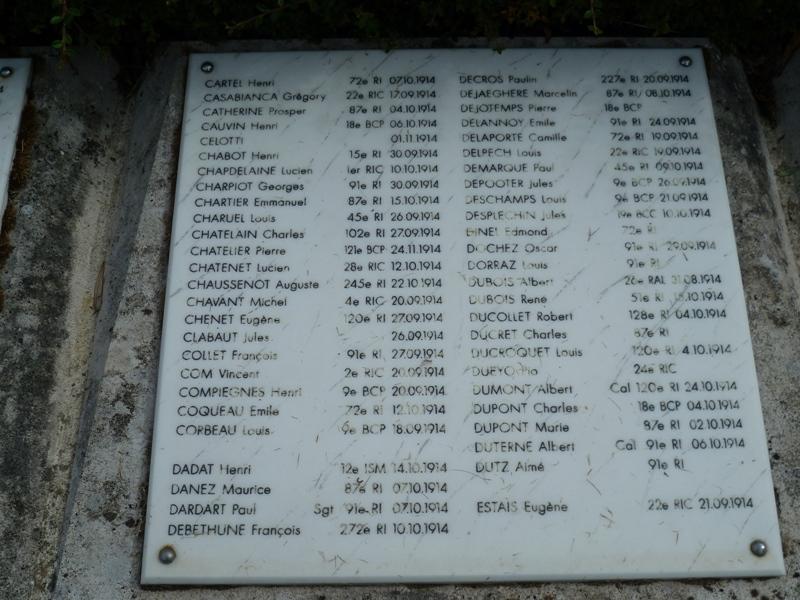 CARTEL Henri 72e RI 07.10.1914
CASABIANCA Grégory 22e RIC 17.09.1914
CATHERINE Prosper 87e RI 04.10.1914
CAUVIN Henri 18e BCP 06.10.1914
CELOTTI 01.11.1914
CHABOT Henri 15e RI 30.09.1914
CHAPDELAINE Lucien 1er RIC 10.10.1914
CHARPIOT Georges 91e RI 30.09.1914
CHARTIER Emmanuel 87e RI 15.10.1914
CHARUEL Louis 45e RI 26.09.1914
CHATELAIN Charles 102e RI 27.09.1914
CHATELIER Pierre 121e BCP 24.11.1914
CHATENET Lucien 28e RIC 12.10.1914
CHAUSSENOT Auguste 245e RI 22.10.1914
CHAVANT Michel 4e RIC 20.09.1914
CHENET Eugène 120e RI 27.09.1914
CLABAUT Jules 26.09.1914
COLLET François 91e RI 27.09.1914
COM Vincent 2e RIC 20.09.1914
COMPIEGNES Henri 9e BCP 20.09.1914
COQUEAU Emile 72e RI 12.10.1914
CORBEAU Louis 9e BCP 18.09.1914
DADAT Henri 12e ISM 14.10.1914
DANEZ Maurice 87e RI 07.10.1914
DARDART Paul Sgt 91e RI 07.10.1914
DEBETHUNE François 272e RI 10.10.1914
DECROS Paulin 227e RI 20.09.1914
DEJAEGHERE Marcelin 87e RI 08.10.1914
DEJOTEMPS Pierre 18e BCP
DELANNOY Emile 91e RI 24.09.1914
DELAPORTE Camille 72e RI 19.09.1914
DELPECH Louis 22e RIC 19.09.1914
DEMARQUE Paul 45e RI 09.10.1914
DEPOOTER Jules 9e BCP 26.09.1914
DESCHAMPS Louis 9e BCP 21.09.1914
DESPLECHIN Jules 19e BCC 10.10.1914
DINEL Edmond 72e RI
DOCHEZ Oscar 91e RI 29.09.1914
DORRAZ Louis 91e RI
DUBOIS Albert 26e RAL 31.08.1914
DUBOIS René 51e RI 15.10.1914
DUCOLLET Robert 128e RI 04.10.1914
DUCRET Charles 87e RI
DUCROCQUET Louis 120e RI 4.10.1914
24e RIC
DUMONT Albert Cal 120e RI 24.10.1914
DUPONT Charles 18e BCP 04.10.1914
DUPONT Marie 87e RI 02.10.1914
DUTERNE Albert Cal 91e RI 06.10.1914
DUTZ Aimé 91e RI
ESTAIS Eugène 22e RIC 21.09.1914